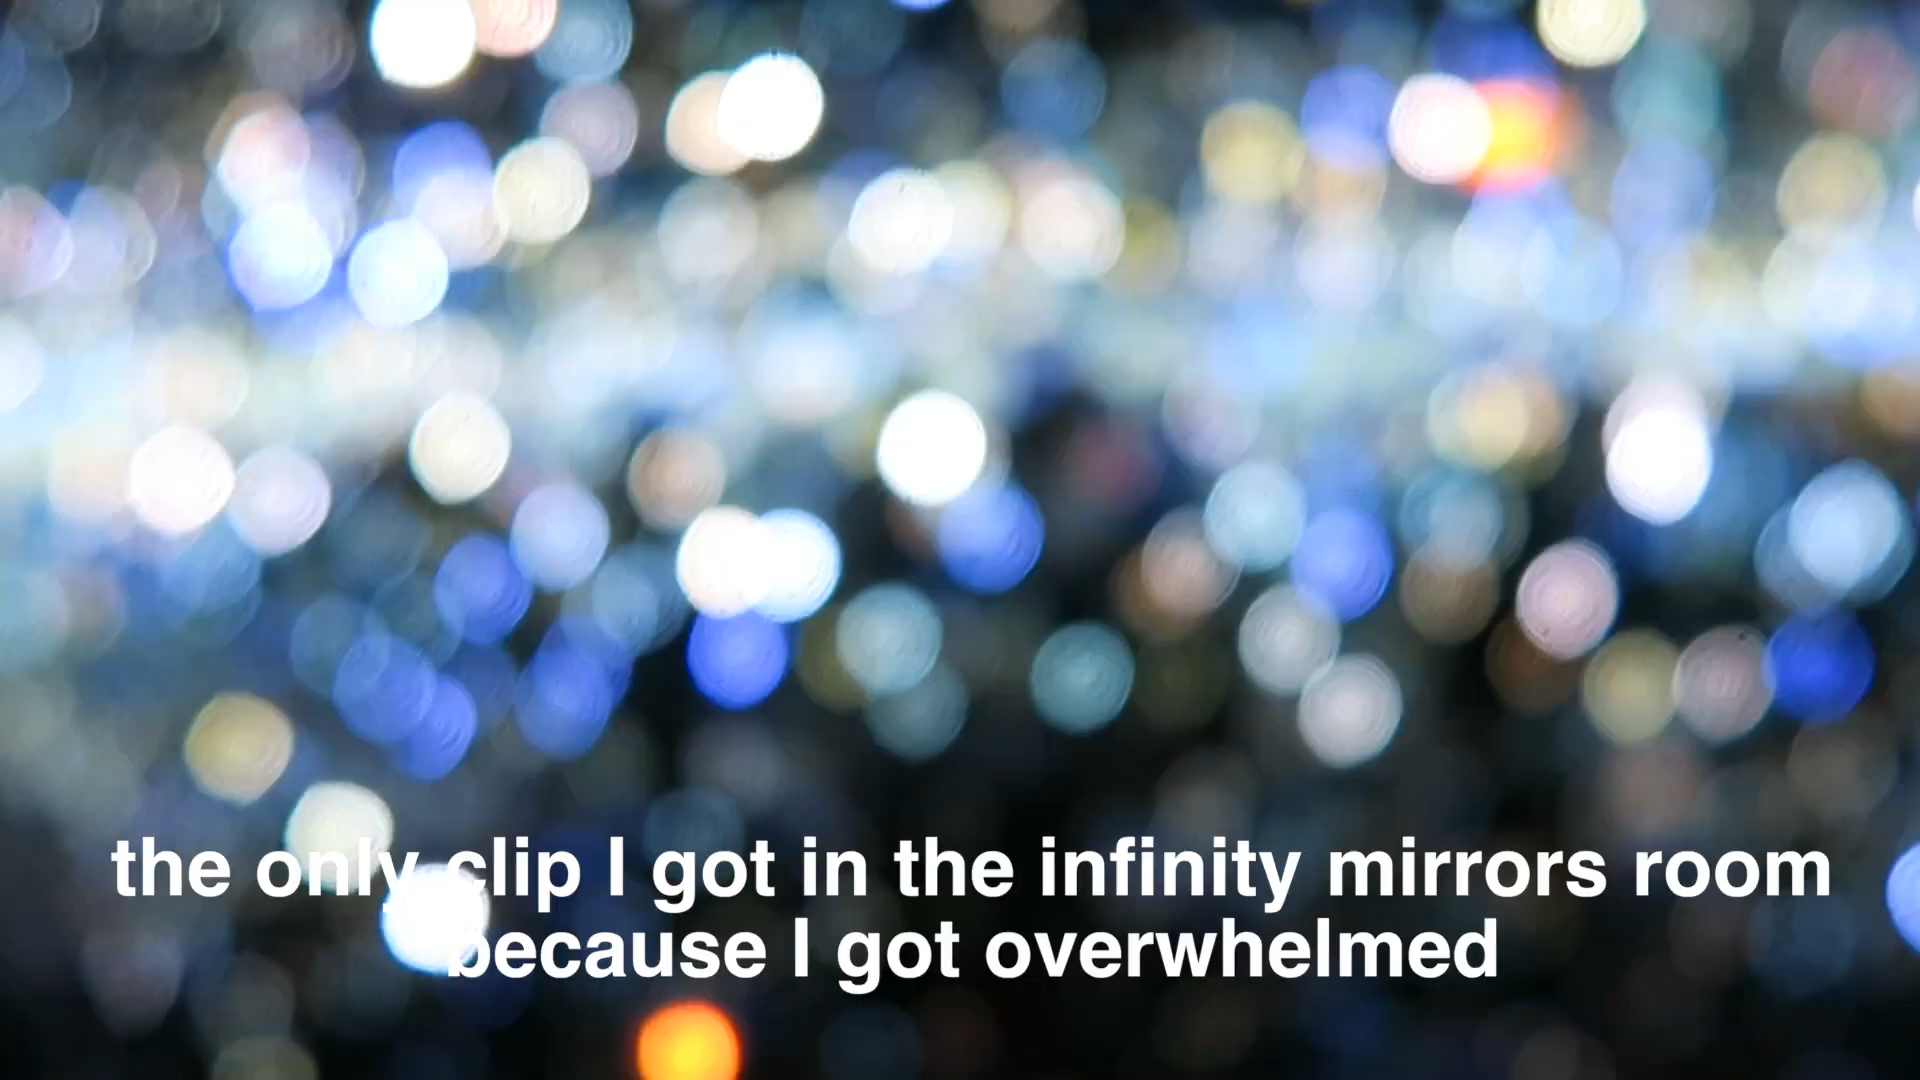 the only clip I got in the infinity mirrors room
because I got overwhelmed